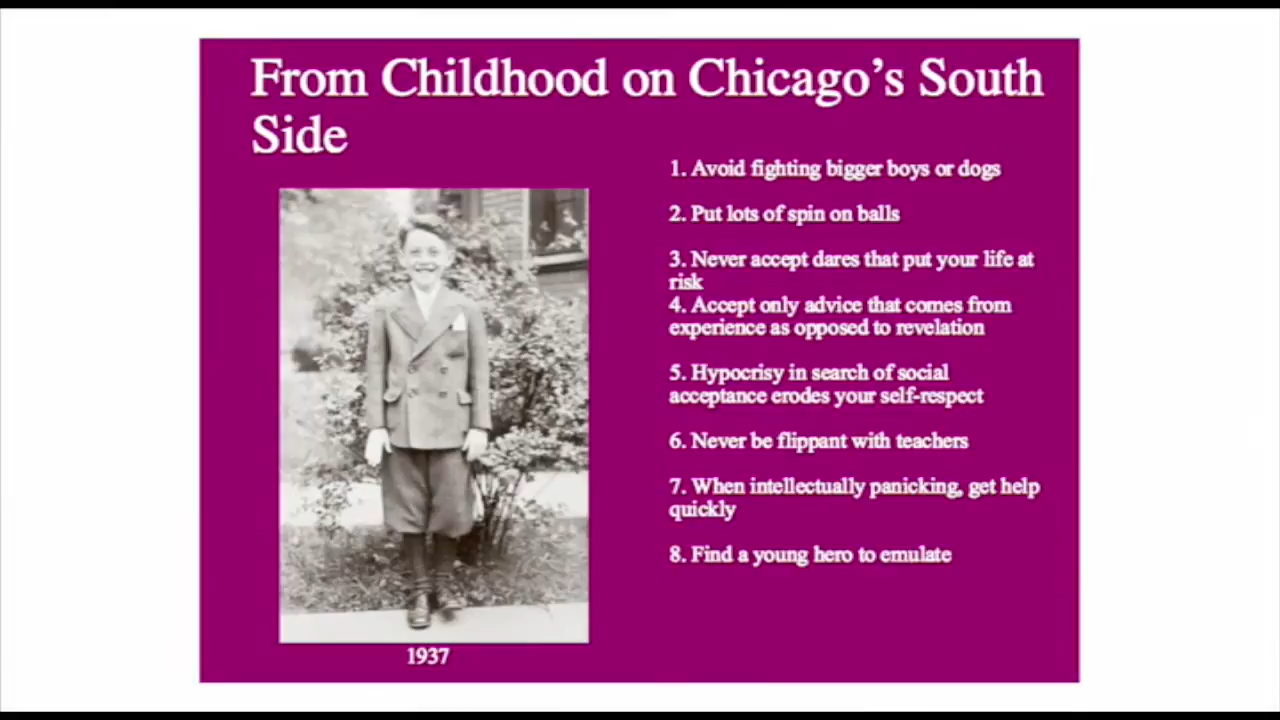 From Childhood on Chicago's South
Side
1. Avoid fighting bigger boys or dogs
2. Put lots of spin on balls
3. Never accept dares that put your life at
risk
4. Accept only advice that comes from
experience as opposed to revelation
5. Hypocrisy in search of social
acceptance erodes your self-respect
6. Never be flippant with teachers
7. When intellectually panicking, get help
quickly
8. Find a young hero to emulate
1937